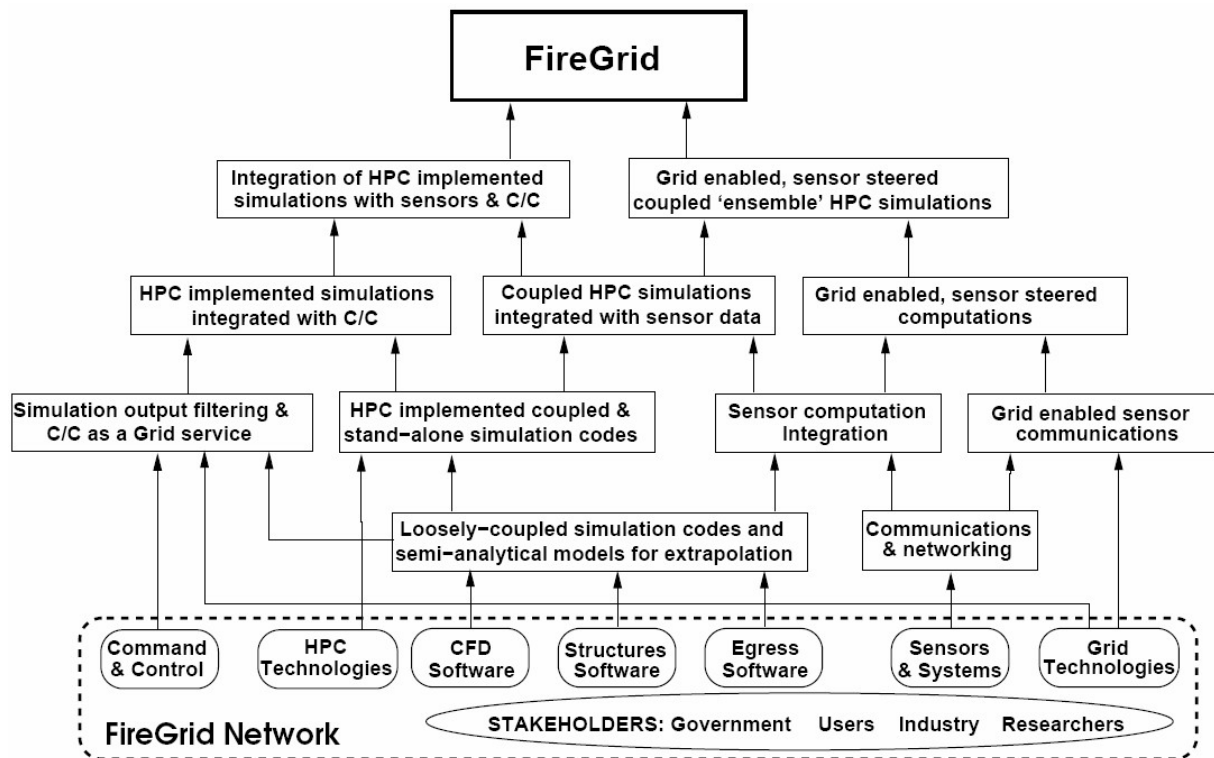 FireGrid
Integration of HPC implemented
simulations with sensors & C/C
Grid enabled, sensor steered
coupled ‘ensemble’ HPC simulations
HPC implemented simulations
integrated with C/C
Coupled HPC simulations
integrated with sensor data
Grid enabled, sensor steered
computations
Simulation output filtering &
C/C as a Grid service
HPC implemented coupled &
stand−alone simulation codes
Sensor computation
Integration
Grid enabled sensor
communications
Loosely−coupled simulation codes and
semi−analytical models for extrapolation
Communications
& networking
Command
& Control
HPC
Technologies
CFD
Software
Structures
Software
Egress
Software
Sensors
& Systems
Grid
Technologies
STAKEHOLDERS: Government Users Industry Researchers
FireGrid Network